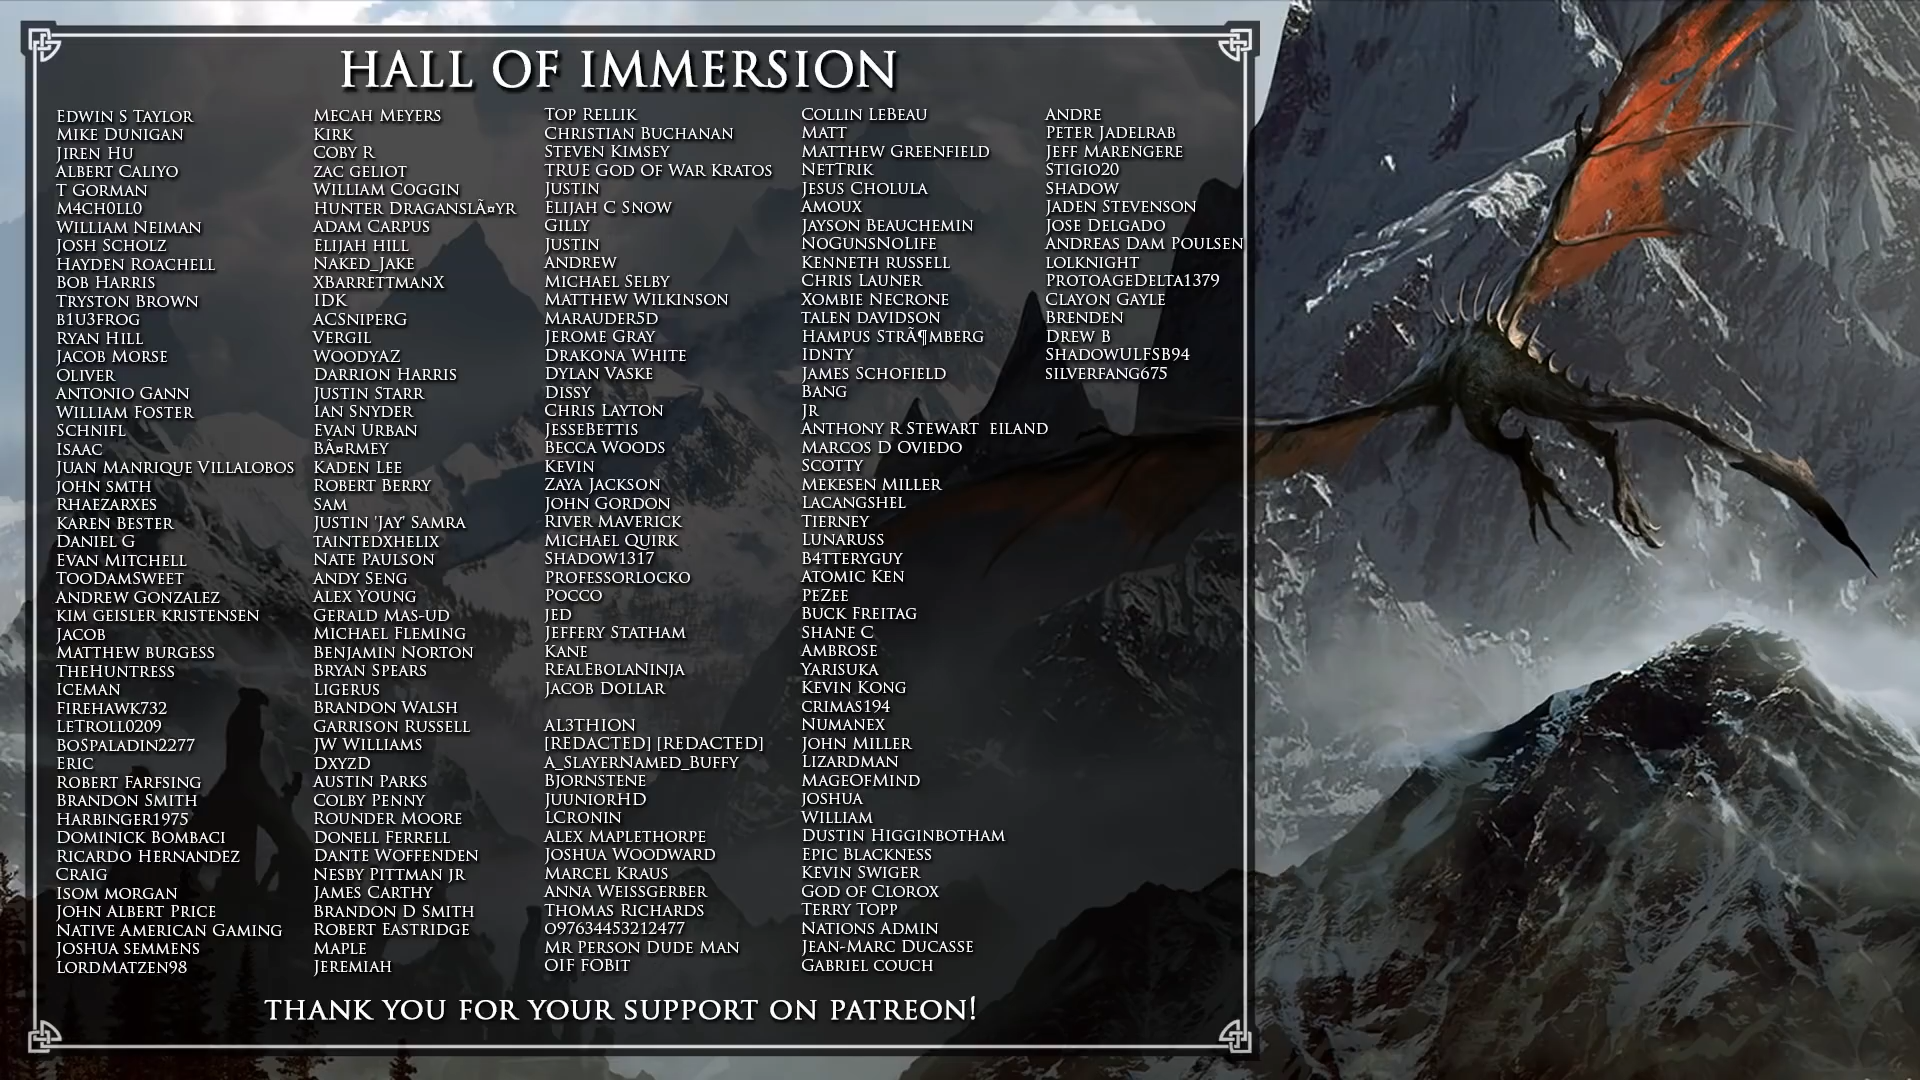 HALL OF IMMERSION
EDWIN S TAYLOR
MIKE DUNIGAN
JIREN HU
ALBERT CALIYO
T GORMAN
M4CH0LL0
WILLIAM NEIMAN
JOSH SCHOLZ
HAYDEN ROACHELL
BOB HARRIS
TRYSTON BROWN
B1U3FROG
RYAN HILL
JACOB MORSE
OLIVER
ANTONIO GANN
WILLIAM FOSTER
SCHNIFL
ISAAC
JUAN MANRIQUE VILLALOBOS
JOHN SMTH
RHAEZARXES
KAREN BESTER
DANIEL G
EVAN MITCHELL
TOODAMSWEET
ANDREW GONZALEZ
KIM GEISLER KRISTENSEN
JACOB
MATTHEW BURGESS
THEHUNTRESS
ICEMAN
FIREHAWK732
LETROLL0209
BOSPALADIN2277
ERIC
ROBERT FARFSING
BRANDON SMITH
HARBINGER1975
DOMINICK BOMBACI
RICARDO HERNANDEZ
CRAIG
ISOM MORGAN
JOHN ALBERT PRICE
NATIVE AMERICAN GAMING
JOSHUA SEMMENS
LORDMATZEN98
MECAH MEYERS
KIRK
COBY R
ZAC GELIOT
WILLIAM COGGIN
HUNTER DRAGANSLÃ¤YR
ADAM CARPUS
ELIJAH HILL
NAKED_JAKE
XBARRETTMANX
IDK
ACSNIPERG
VERGIL
WOODYAZ
DARRION HARRIS
JUSTIN STARR
IAN SNYDER
EVAN URBAN
BÃ¤RMEY
KADEN LEE
ROBERT BERRY
SAM
JUSTIN 'JAY' SAMRA
TAINTEDXHELIX
NATE PAULSON
ANDY SENG
ALEX YOUNG
GERALD MAS-UD
MICHAEL FLEMING
BENJAMIN NORTON
BRYAN SPEARS
LIGERUS
BRANDON WALSH
GARRISON RUSSELL
JW WILLIAMS
DXYZD
AUSTIN PARKS
COLBY PENNY
ROUNDER MOORE
DONELL FERRELL
DANTE WOFFENDEN
NESBY PITTMAN JR
JAMES CARTHY
BRANDON D SMITH
ROBERT EASTRIDGE
MAPLE
JEREMIAH
TOP RELLIK
CHRISTIAN BUCHANAN
STEVEN KIMSEY
TRUE GOD OF WAR KRATOS
JUSTIN
ELIJAH C SNOW
GILLY
JUSTIN
ANDREW
MICHAEL SELBY
MATTHEW WILKINSON
MARAUDER5D
JEROME GRAY
DRAKONA WHITE
DYLAN VASKE
DISSY
CHRIS LAYTON
JESSEBETTIS
BECCA WOODS
KEVIN
ZAYA JACKSON
JOHN GORDON
RIVER MAVERICK
MICHAEL QUIRK
SHADOW1317
PROFESSORLOCKO
POCCO
JED
JEFFERY STATHAM
KANE
REALEBOLANINJA
JACOB DOLLAR
AL3THION
[REDACTED] [REDACTED]
A_SLAYERNAMED_BUFFY
BJORNSTENE
JUUNIORHD
LCRONIN
ALEX MAPLETHORPE
JOSHUA WOODWARD
MARCEL KRAUS
ANNA WEISSGERBER
THOMAS RICHARDS
097634453212477
MR PERSON DUDE MAN
OIF FOBIT
COLLIN LEBEAU
MATT
MATTHEW GREENFIELD
NETTRIK
JESUS CHOLULA
AMOUX
JAYSON BEAUCHEMIN
NOGUNSNOLIFE
KENNETH RUSSELL
CHRIS LAUNER
XOMBIE NECRONE
TALEN DAVIDSON
HAMPUS STRÃ¶MBERG
IDNTY
JAMES SCHOFIELD
BANG
JR
ANTHONY R STEWART EILAND
MARCOS D OVIEDO
SCOTTY
MEKESEN MILLER
LACANGSHEL
TIERNEY
LUNARUSS
B4TTERYGUY
ATOMIC KEN
PEZEE
BUCK FREITAG
SHANE C
AMBROSE
YARISUKA
KEVIN KONG
CRIMAS194
NUMANEX
JOHN MILLER
LIZARDMAN
MAGEOFMIND
JOSHUA
WILLIAM
DUSTIN HIGGINBOTHAM
EPIC BLACKNESS
KEVIN SWIGER
GOD OF CLOROX
TERRY TOPP
NATIONS ADMIN
JEAN-MARC DUCASSE
GABRIEL COUCH
ANDRE
PETER JADELRAB
JEFF MARENGERE
STIGIO20
SHADOW
JADEN STEVENSON
JOSE DELGADO
ANDREAS DAM POULSEN
LOLKNIGHT
PROTOAGEDELTA1379
CLAYON GAYLE
BRENDEN
DREW B
SHADOWULFSB94
SILVERFANG675
THANK YOU FOR YOUR SUPPORT ON PATREON!